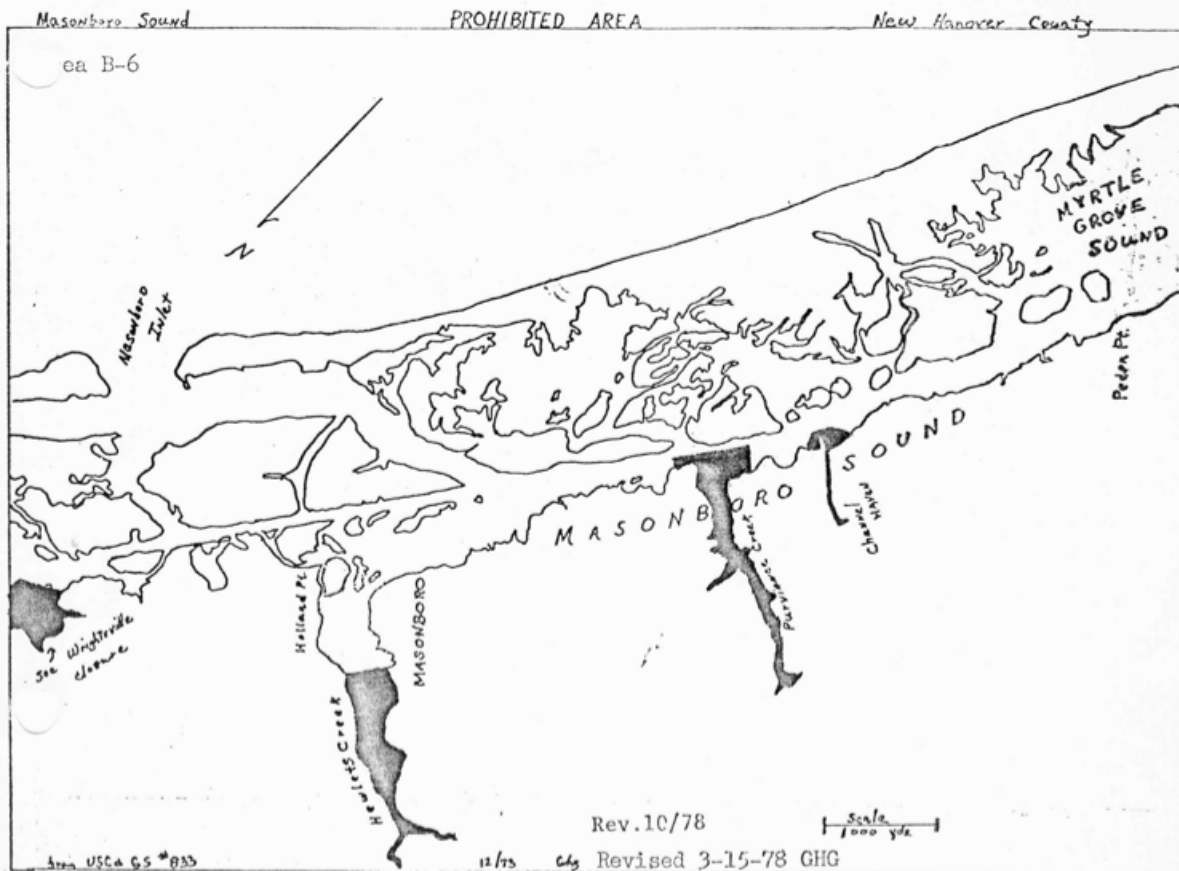 Masonboro Sound
PROHIBITED AREA
New Hanover County
ea B-6
N
Masonboro
Inlet
MYRTLE
GROVE
SOUND
Peden Pt.
MASONBORO SOUND
Channel
HAVEN
Purviance Creek
Holland Pt.
MASONBORO
?
See Wrightsville
closure
Hewlets Creek
Rev.10/78
Scale
1000 yds
from USC&GS #833
12/73
Revised 3-15-78 GHG